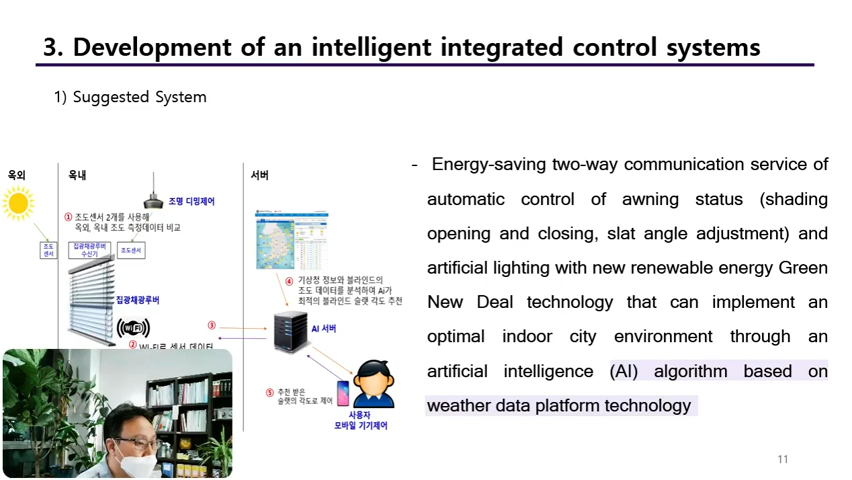 3. Development of an intelligent integrated control systems
1) Suggested System
옥외
옥내
서버
조명 디밍제어
① 조도센서 2개를 사용해
옥외, 옥내 조도 측정데이터 비교
조도
센서
집광채광루버
수신기
조도센서
집광채광루버
WiFi
② Wi-Fi로 센서 데이터
③
④ 기상청 정보와 블라인드의
조도 데이터를 분석하여 Ai가
최적의 블라인드 슬랫 각도 추천
AI 서버
⑤ 추천 받은
슬랫의 각도로 제어
사용자
모바일 기기제어
- Energy-saving two-way communication service of
automatic control of awning status (shading
opening and closing, slat angle adjustment) and
artificial lighting with new renewable energy Green
New Deal technology that can implement an
optimal indoor city environment through an
artificial intelligence (AI) algorithm based on
weather data platform technology
11